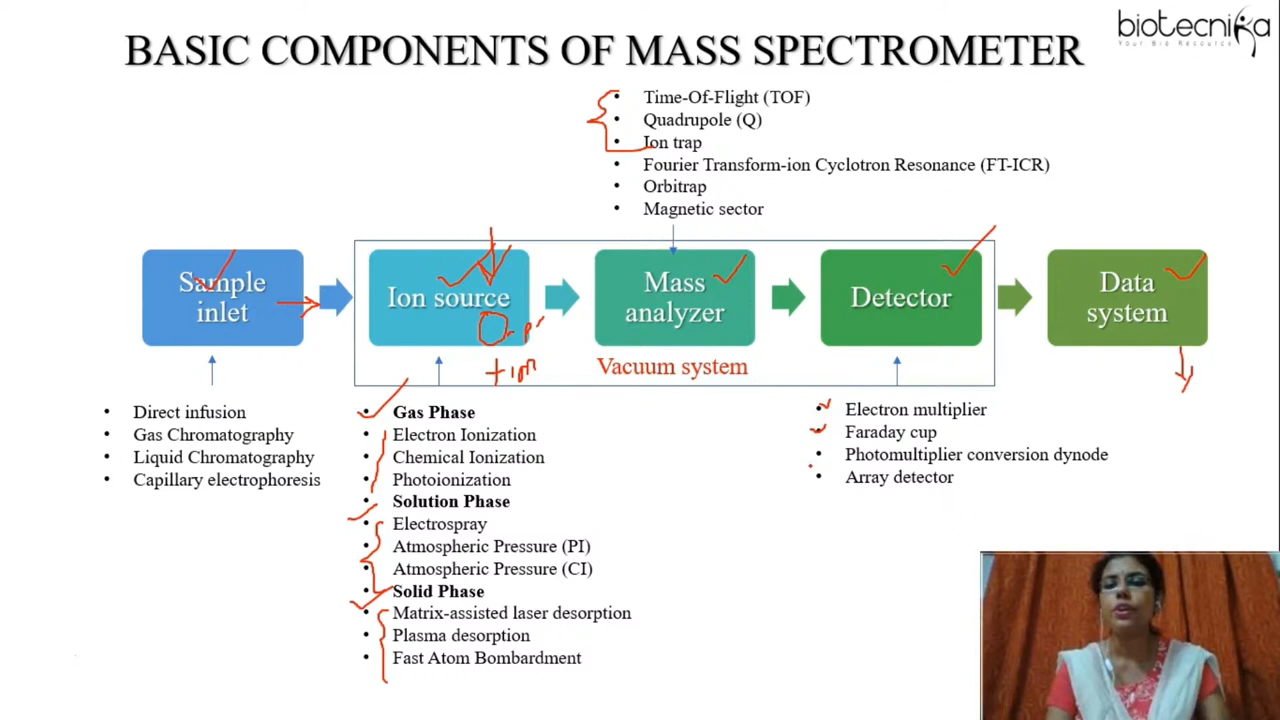 biotecnika
Your Bio Resource
BASIC COMPONENTS OF MASS SPECTROMETER
• Time-Of-Flight (TOF)
• Quadrupole (Q)
• Ion trap
• Fourier Transform-ion Cyclotron Resonance (FT-ICR)
• Orbitrap
• Magnetic sector
Sample
inlet
Ion source
+ ion
Mass
analyzer
Detector
Data
system
Vacuum system
• Direct infusion
• Gas Chromatography
• Liquid Chromatography
• Capillary electrophoresis
• Gas Phase
• Electron Ionization
• Chemical Ionization
• Photoionization
• Solution Phase
• Electrospray
• Atmospheric Pressure (PI)
• Atmospheric Pressure (CI)
• Solid Phase
• Matrix-assisted laser desorption
• Plasma desorption
• Fast Atom Bombardment
• Electron multiplier
• Faraday cup
• Photomultiplier conversion dynode
• Array detector